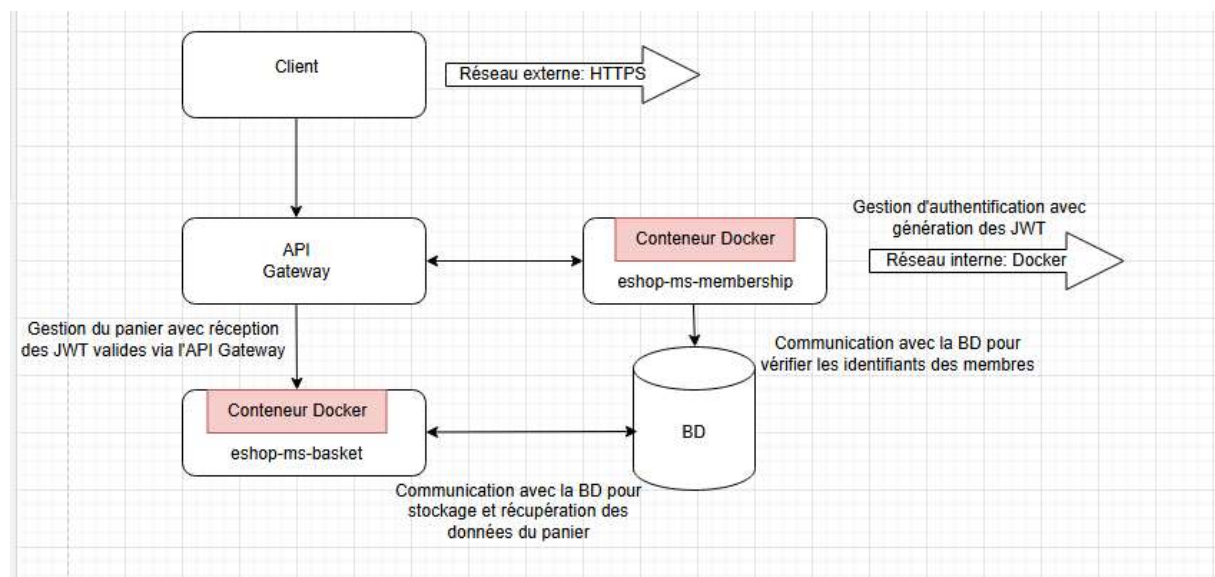 Client
Réseau externe: HTTPS
Gestion d'authentification avec
génération des JWT
Conteneur Docker
API
Gateway
Réseau interne: Docker
eshop-ms-membership
Gestion du panier avec réception
des JWT valides via l'API Gateway
Communication avec la BD pour
vérifier les identifiants des membres
Conteneur Docker
eshop-ms-basket
BD
Communication avec la BD pour
stockage et récupération des
données du panier